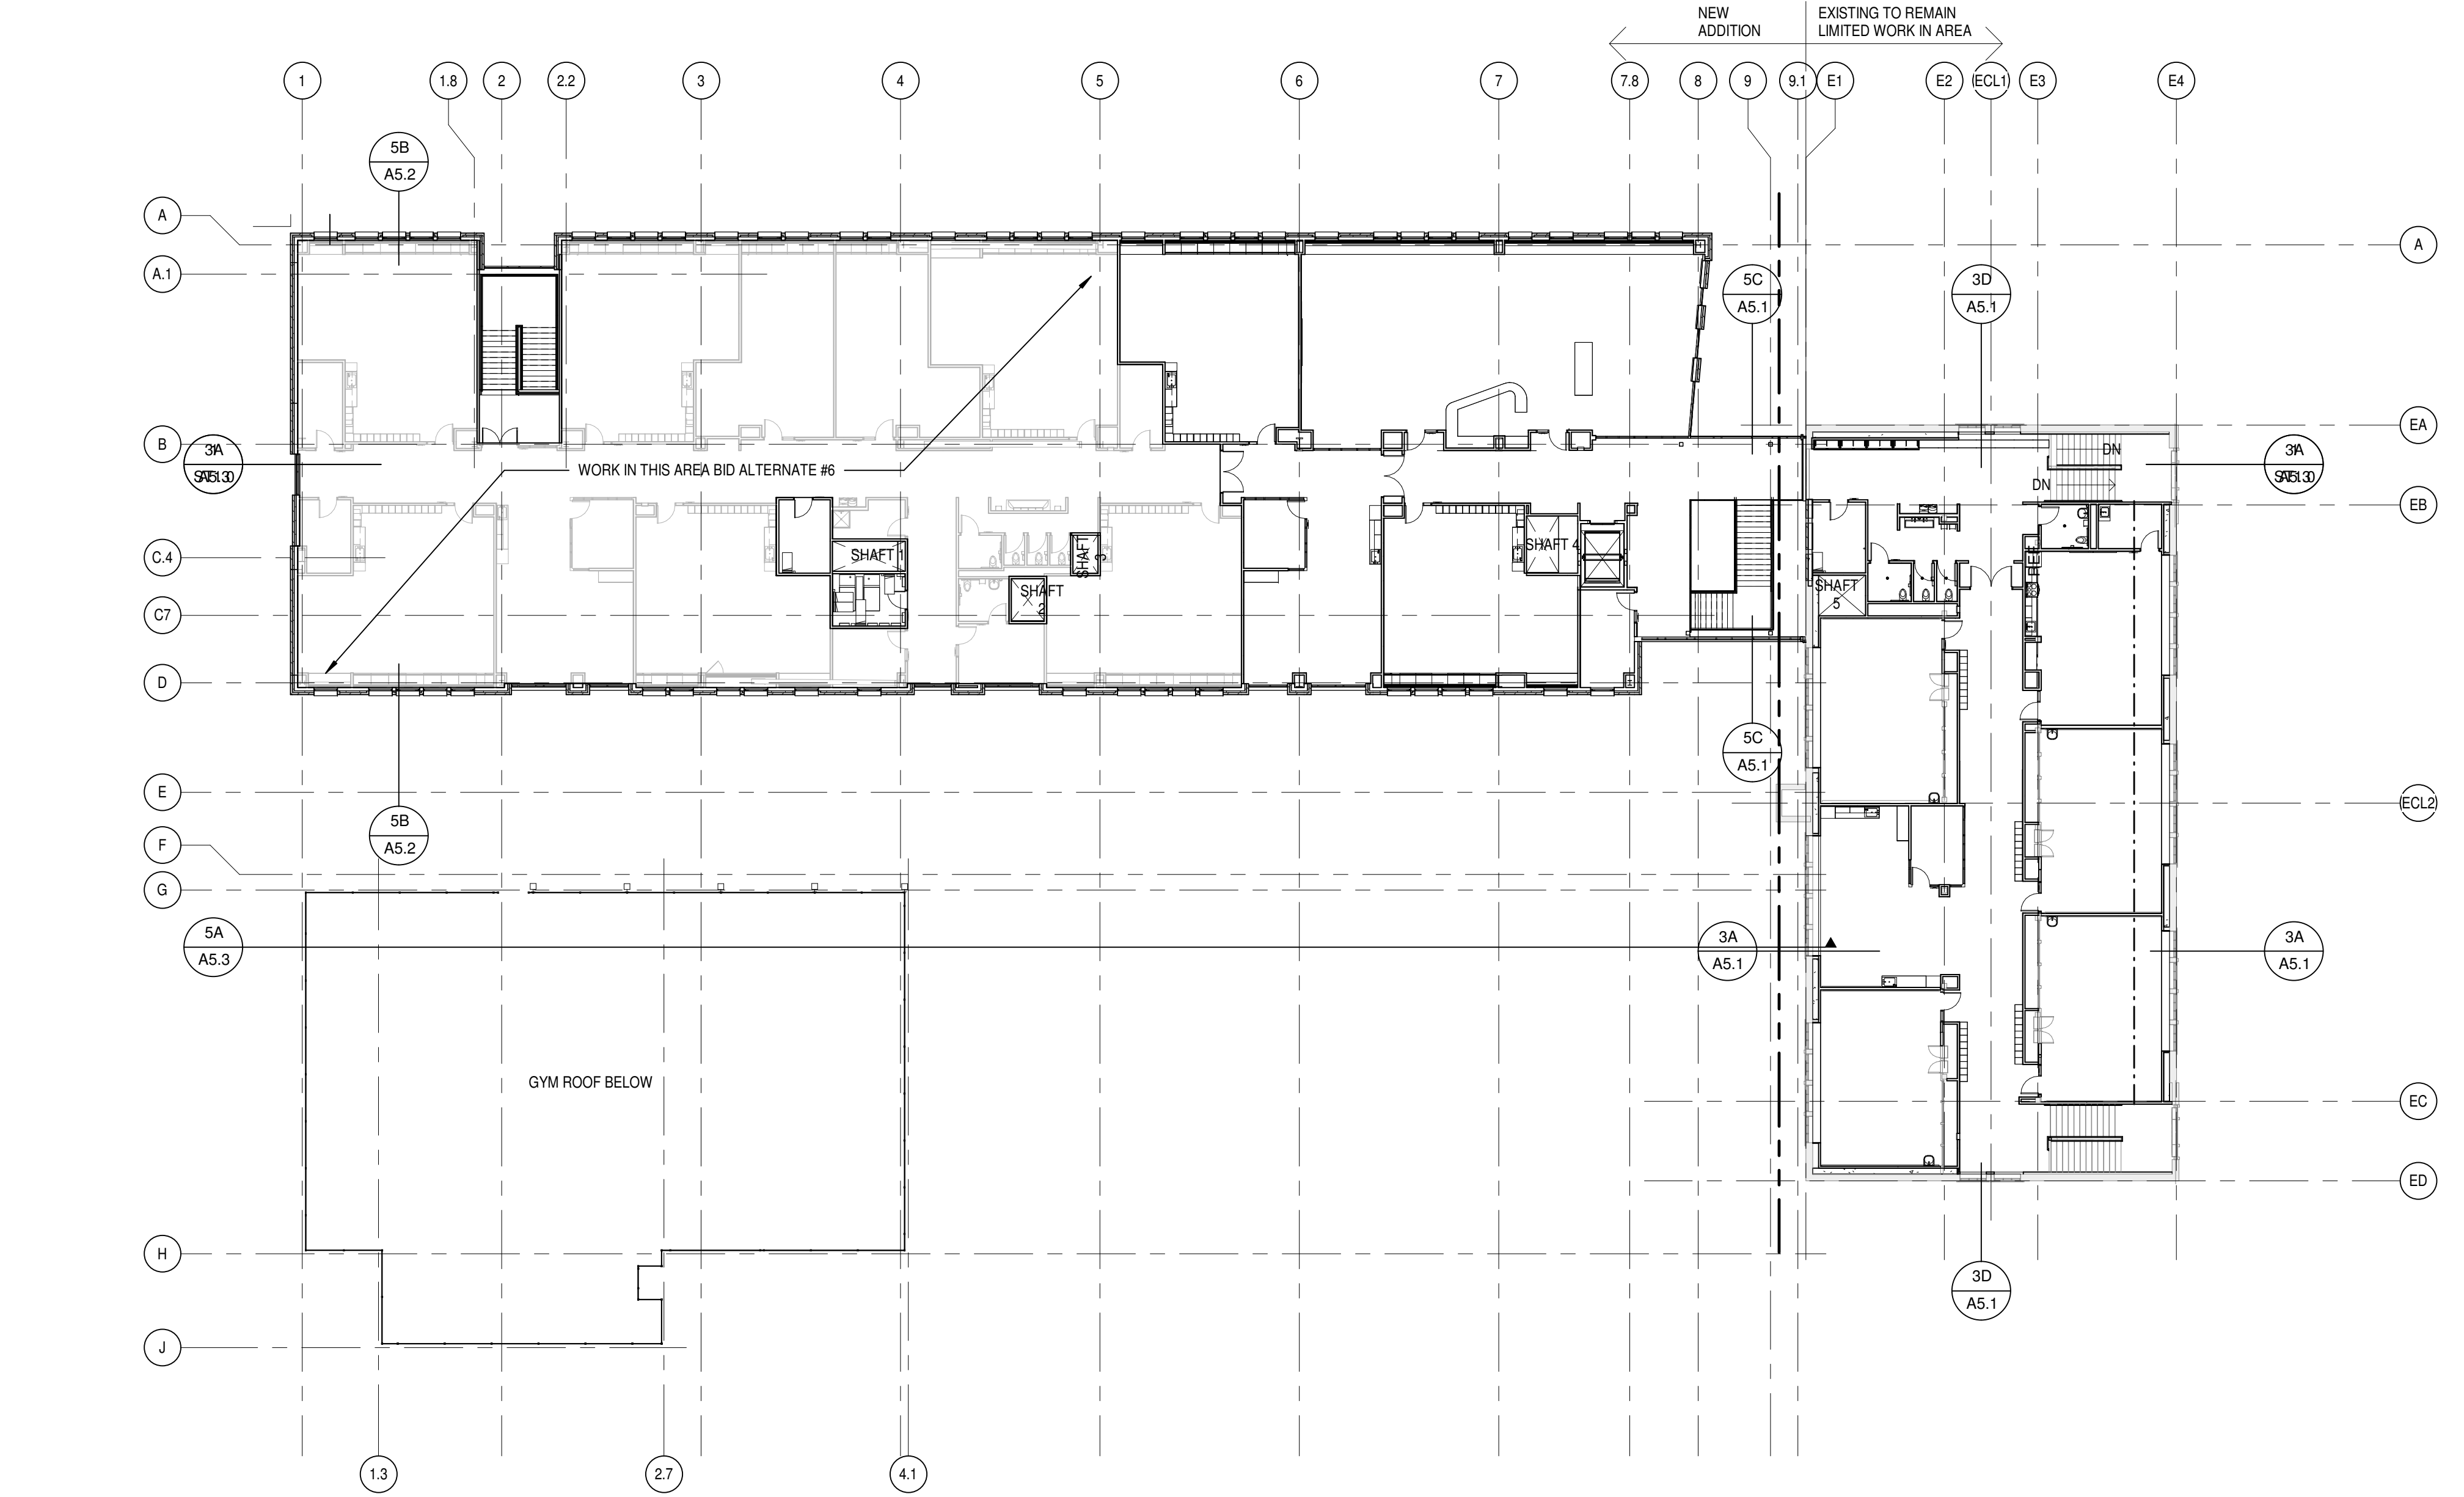 NEW
ADDITION
EXISTING TO REMAIN
LIMITED WORK IN AREA
1
1.8
2
2.2
3
4
5
6
7
7.8
8
9
9.1
E1
E2
ECL1
E3
E4
5B
A5.2
A
A
A.1
5C
A5.1
3D
A5.1
EA
B
3A
3A
DN
WORK IN THIS AREA BID ALTERNATE #6
DN
EB
C.4
SHAFT 1
SHAFT
3
SHAFT 4
SHAFT
2
SHAFT
5
C7
D
5C
A5.1
E
ECL2
5B
A5.2
F
G
5A
A5.3
3A
A5.1
3A
A5.1
GYM ROOF BELOW
EC
ED
H
3D
A5.1
J
1.3
2.7
4.1